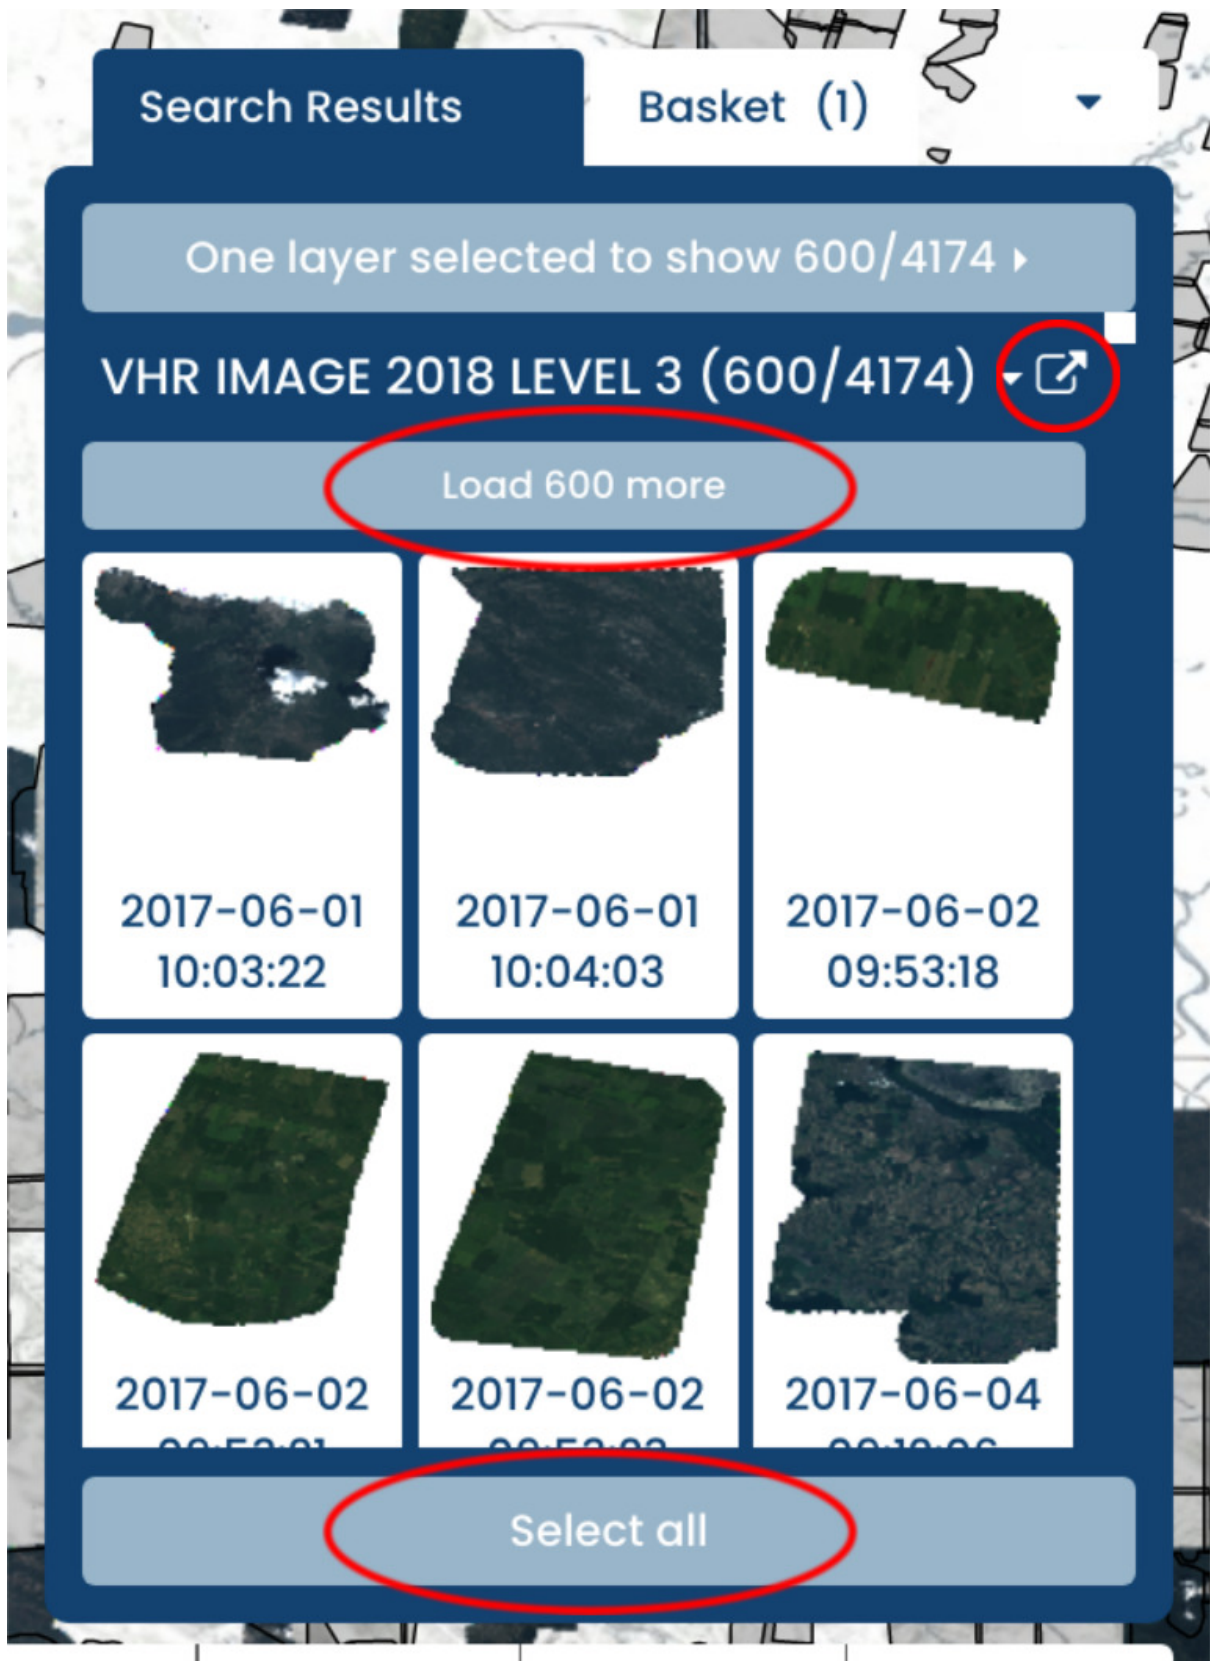 Search Results
Basket (1)
One layer selected to show 600/4174
VHR IMAGE 2018 LEVEL 3 (600/4174)
Load 600 more
2017-06-01 2017-06-01 2017-06-02
10:03:22 10:04:03 09:53:18
2017-06-02 2017-06-02 2017-06-04
Select all